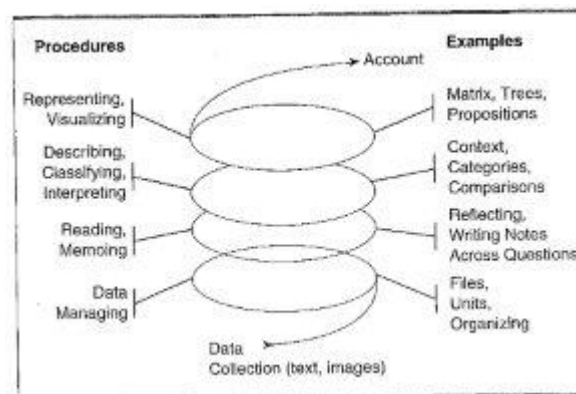 Procedures
Examples
Account
Representing,
Visualizing
Matrix, Trees,
Propositions
Describing,
Classifying,
Interpreting
Context,
Categories,
Comparisons
Reading,
Memoing
Reflecting,
Writing Notes
Across Questions
Data
Managing
Files,
Units,
Organizing
Data
Collection (text, images)